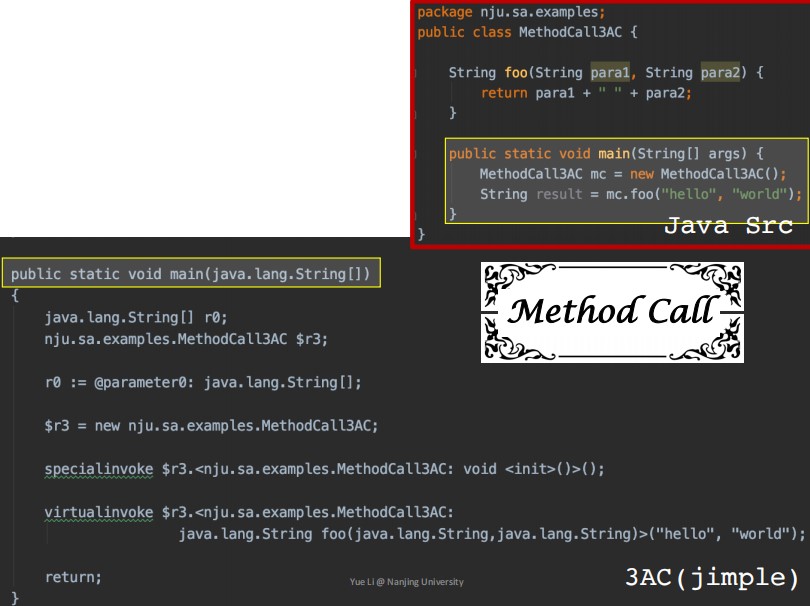 package nju.sa.examples;
public class MethodCall3AC {
String foo(String para1, String para2) {
return para1 + " " + para2;
}
public static void main(String[] args) {
MethodCall3AC mc = new MethodCall3AC();
String result = mc.foo("hello", "world");
}
}
Java Src
Method Call
public static void main(java.lang.String[])
{
java.lang.String[] r0;
nju.sa.examples.MethodCall3AC $r3;
r0 := @parameter0: java.lang.String[];
$r3 = new nju.sa.examples.MethodCall3AC;
specialinvoke $r3.<nju.sa.examples.MethodCall3AC: void <init>()>();
virtualinvoke $r3.<nju.sa.examples.MethodCall3AC:
java.lang.String foo(java.lang.String,java.lang.String)>("hello", "world");
return;
}
Yue Li @ Nanjing University
3AC(jimple)